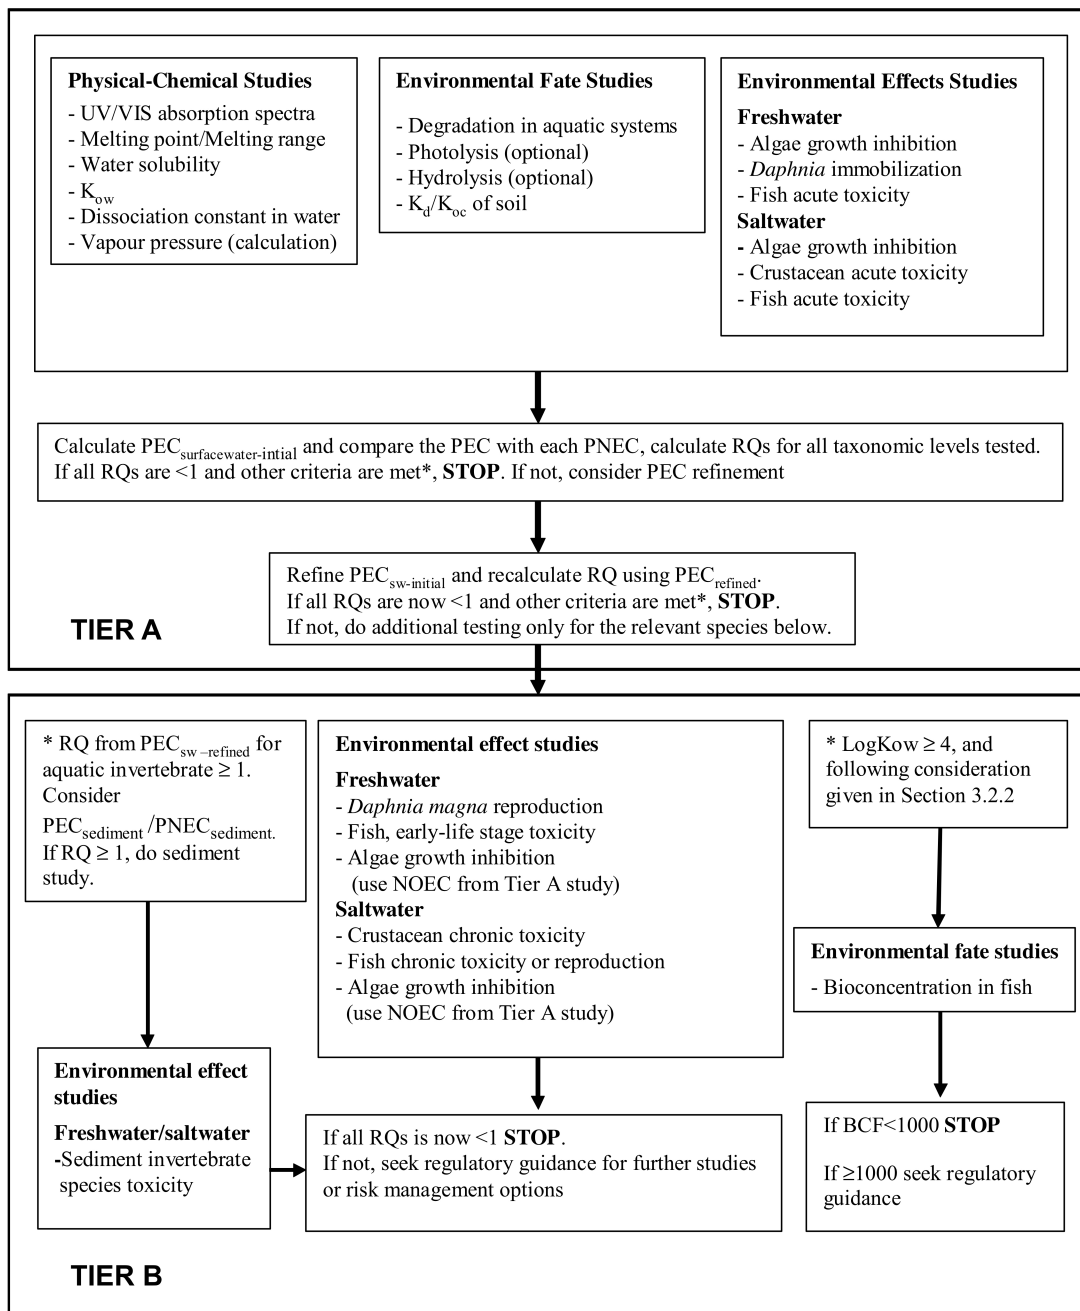 Physical-Chemical Studies
- UV/VIS absorption spectra
- Melting point/Melting range
- Water solubility
- Kow
- Dissociation constant in water
- Vapour pressure (calculation)
Environmental Fate Studies
- Degradation in aquatic systems
- Photolysis (optional)
- Hydrolysis (optional)
- Kd/Koc of soil
Environmental Effects Studies
Freshwater
- Algae growth inhibition
- Daphnia immobilization
- Fish acute toxicity
Saltwater
- Algae growth inhibition
- Crustacean acute toxicity
- Fish acute toxicity
Calculate PECsurfacewater-intial and compare the PEC with each PNEC, calculate RQs for all taxonomic levels tested.
If all RQs are <1 and other criteria are met*, STOP. If not, consider PEC refinement
Refine PECsw-initial and recalculate RQ using PECrefined.
If all RQs are now <1 and other criteria are met*, STOP.
If not, do additional testing only for the relevant species below.
TIER A
* RQ from PECsw –refined for
aquatic invertebrate ≥ 1.
Consider
PECsediment /PNECsediment.
If RQ ≥ 1, do sediment
study.
Environmental effect studies
Freshwater
- Daphnia magna reproduction
- Fish, early-life stage toxicity
- Algae growth inhibition
(use NOEC from Tier A study)
Saltwater
- Crustacean chronic toxicity
- Fish chronic toxicity or reproduction
- Algae growth inhibition
(use NOEC from Tier A study)
* LogKow ≥ 4, and
following consideration
given in Section 3.2.2
Environmental fate studies
- Bioconcentration in fish
Environmental effect
studies
Freshwater/saltwater
-Sediment invertebrate
species toxicity
If all RQs is now <1 STOP.
If not, seek regulatory guidance for further studies
or risk management options
If BCF<1000 STOP
If ≥1000 seek regulatory
guidance
TIER B